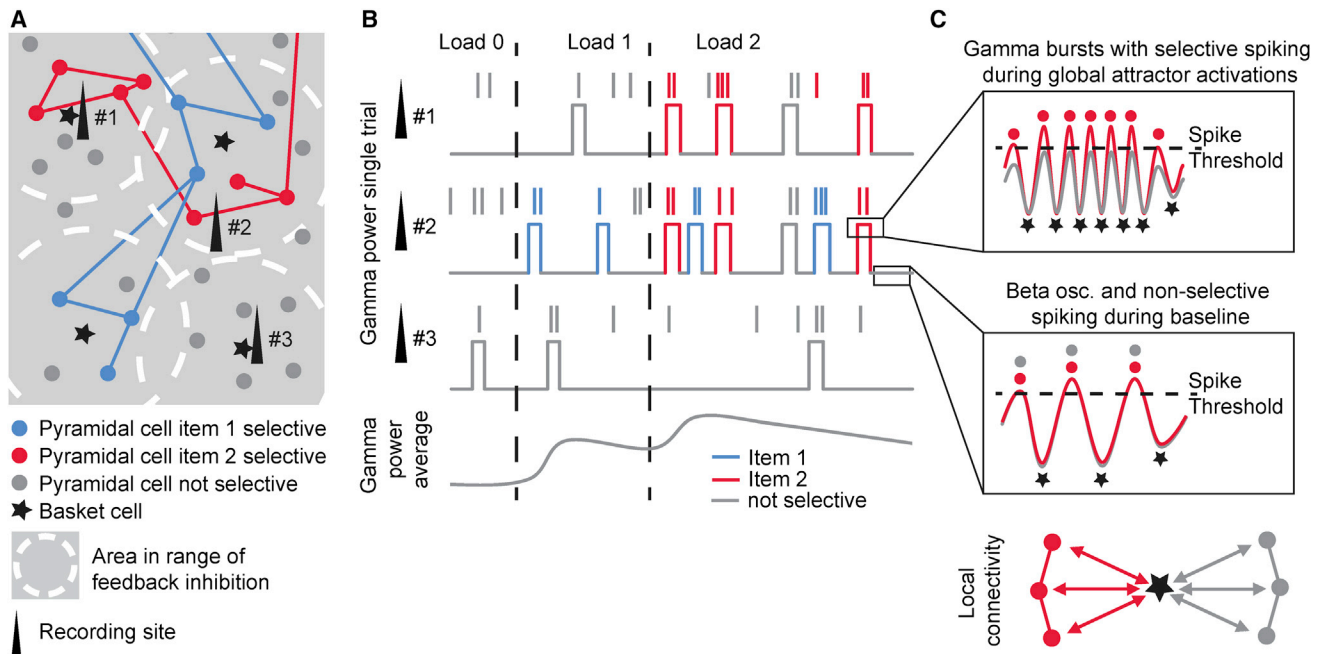 A
#1
#2
#3
Pyramidal cell item 1 selective
Pyramidal cell item 2 selective
Pyramidal cell not selective
Basket cell
Area in range of
feedback inhibition
Recording site
B
Load 0
Load 1
Load 2
Gamma power single trial
#1
#2
#3
Gamma
power
average
Item 1
Item 2
not selective
C
Gamma bursts with selective spiking
during global attractor activations
Spike
Threshold
Beta osc. and non-selective
spiking during baseline
Spike
Threshold
Local
connectivity